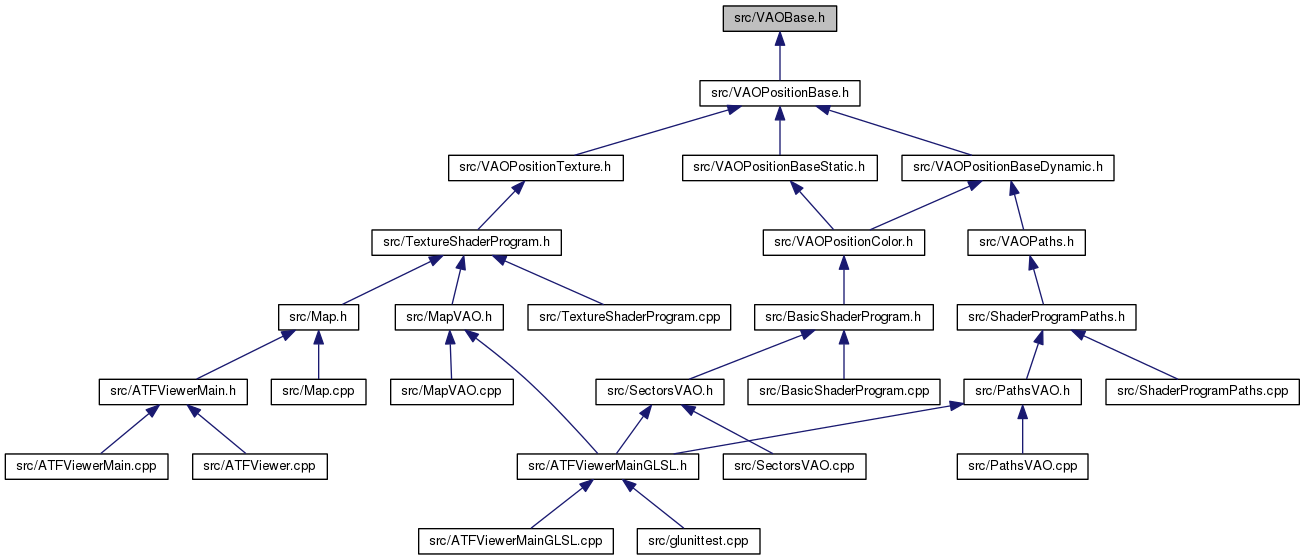 src/VAOBase.h
src/VAOPositionBase.h
src/VAOPositionTexture.h
src/VAOPositionBaseStatic.h
src/VAOPositionBaseDynamic.h
src/TextureShaderProgram.h
src/VAOPositionColor.h
src/VAOPaths.h
src/Map.h
src/MapVAO.h
src/TextureShaderProgram.cpp
src/BasicShaderProgram.h
src/ShaderProgramPaths.h
src/ATFViewerMain.h
src/Map.cpp
src/MapVAO.cpp
src/SectorsVAO.h
src/BasicShaderProgram.cpp
src/PathsVAO.h
src/ShaderProgramPaths.cpp
src/ATFViewerMain.cpp
src/ATFViewer.cpp
src/ATFViewerMainGLSL.h
src/SectorsVAO.cpp
src/PathsVAO.cpp
src/ATFViewerMainGLSL.cpp
src/glunittest.cpp